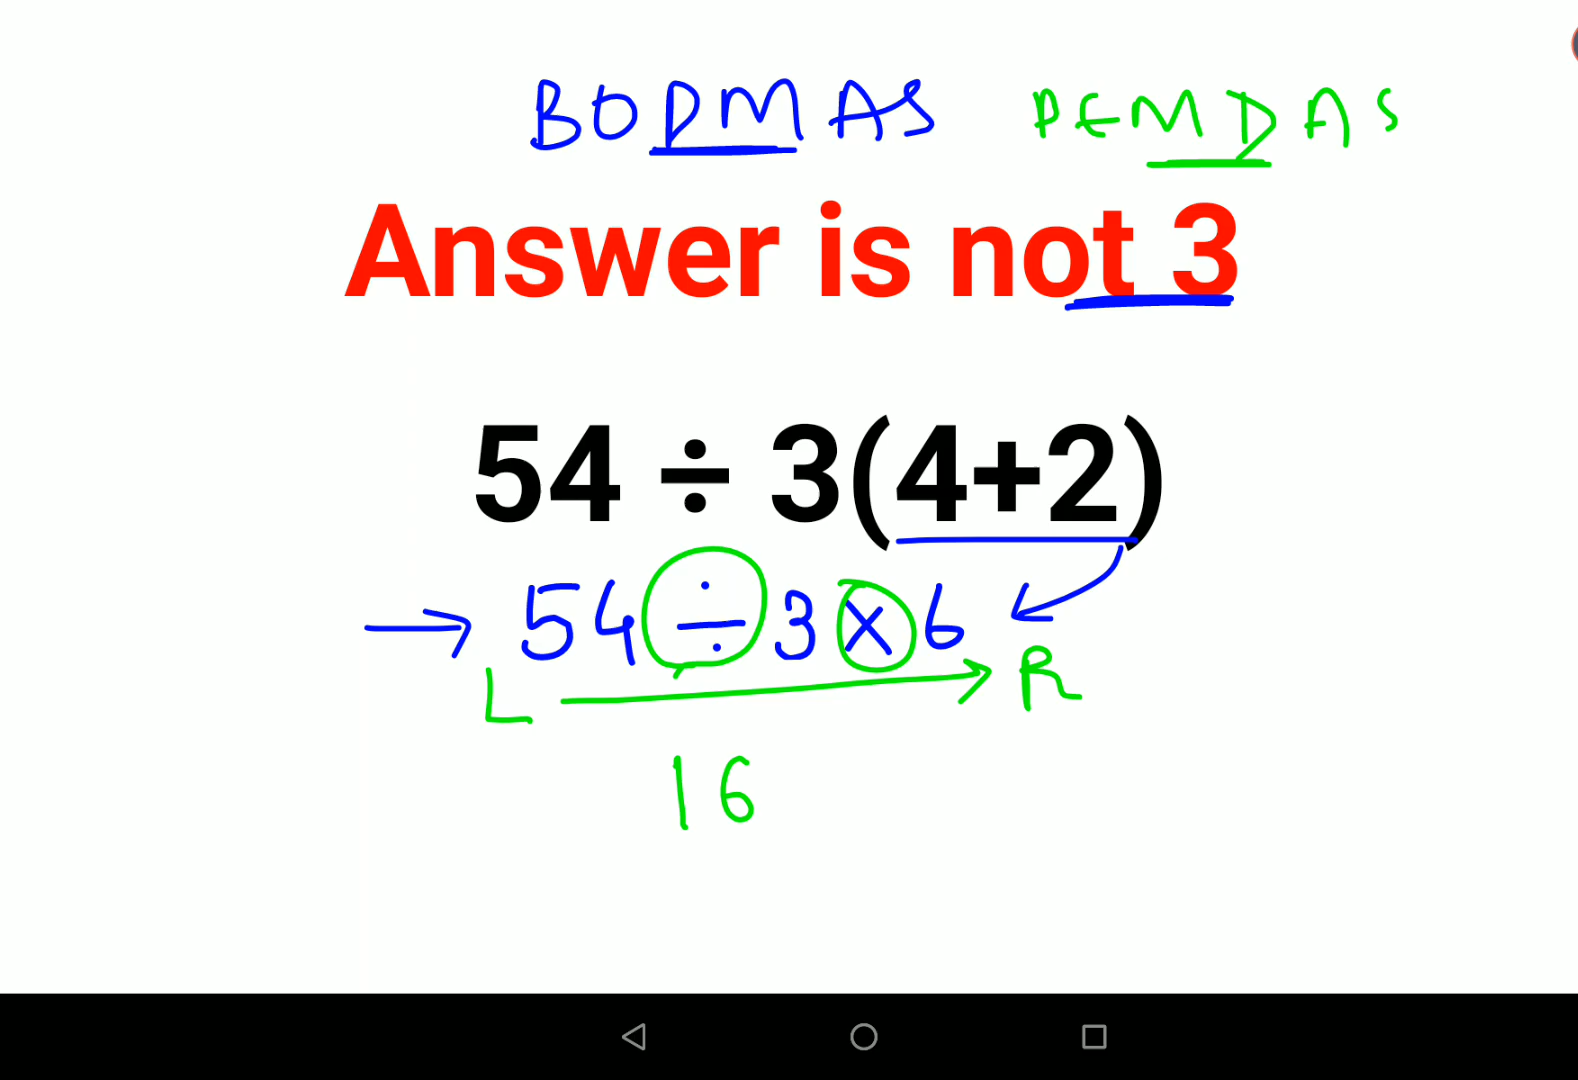 BODMAS PEMDAS
Answer is not 3
54 ÷ 3(4+2)
→ 54 ÷ 3 × 6
L → R
16